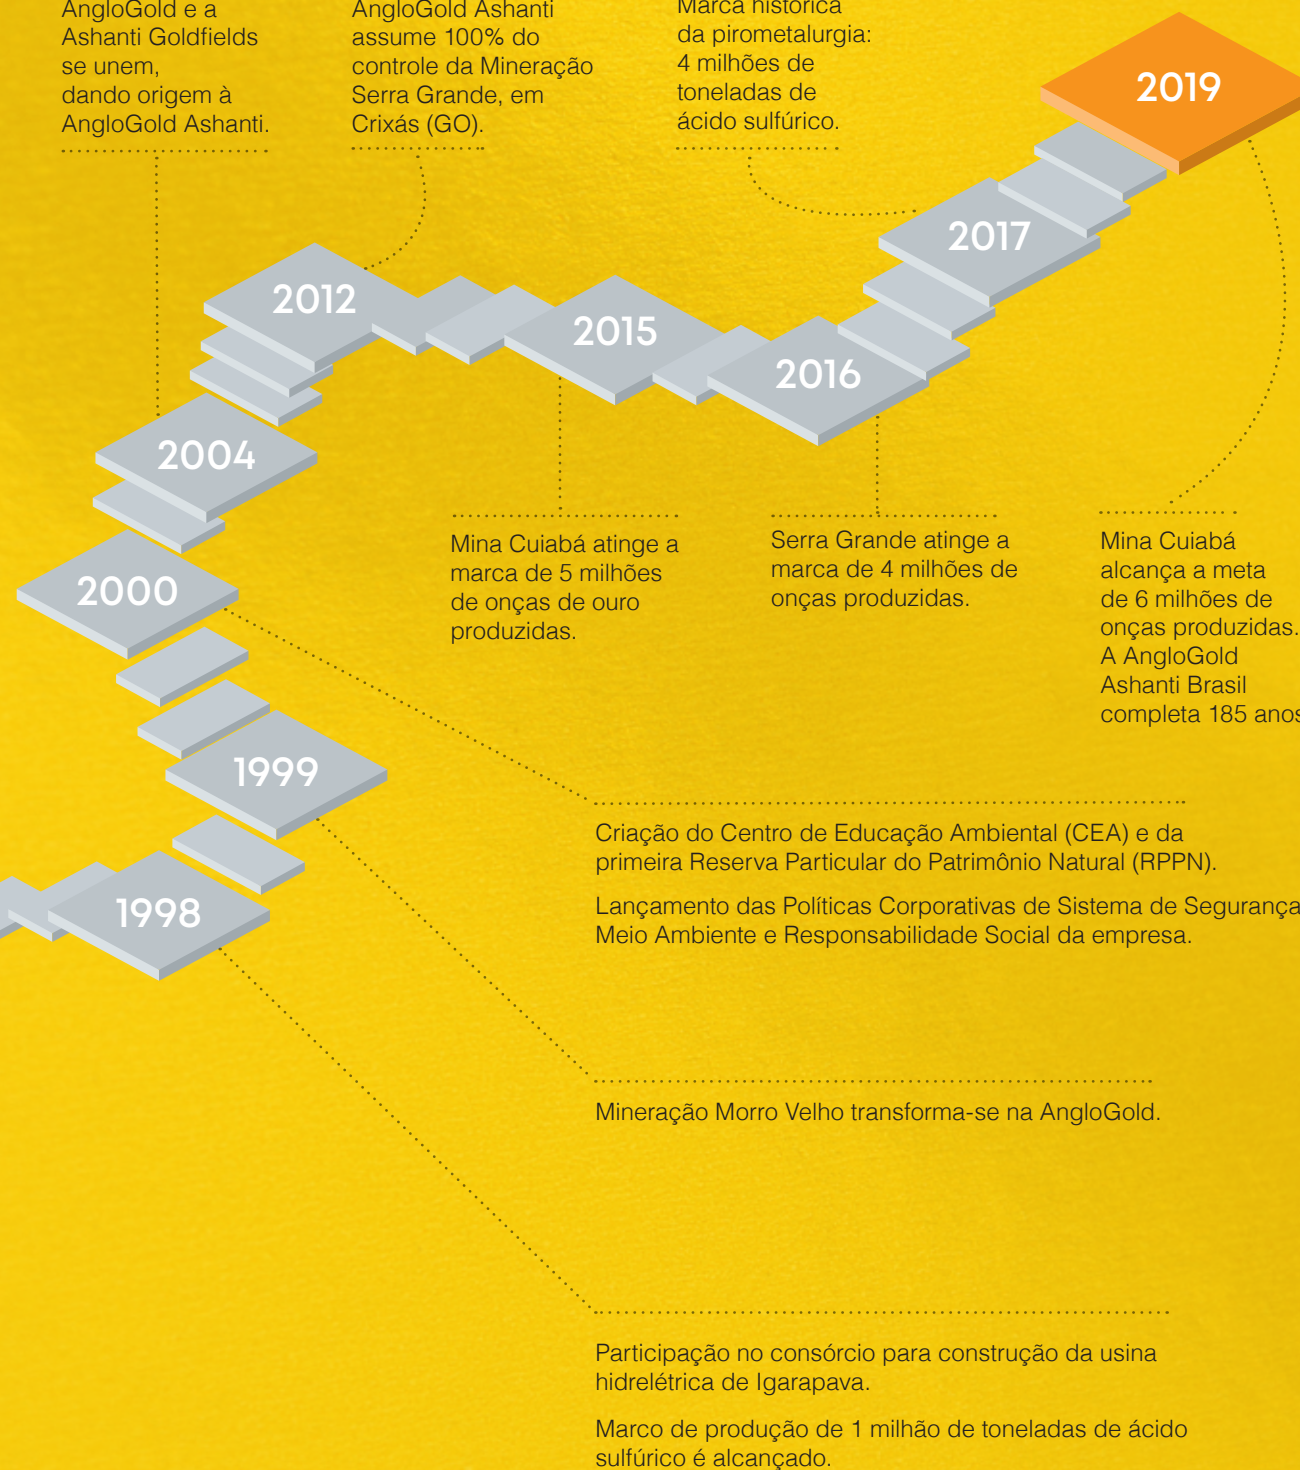 AngloGold e a
Ashanti Goldfields
se unem,
dando origem à
AngloGold Ashanti.
AngloGold Ashanti
assume 100% do
controle da Mineração
Serra Grande, em
Crixás (GO).
Marca histórica
da pirometalurgia:
4 milhões de
toneladas de
ácido sulfúrico.
2019
2017
2012
2015
2016
2004
Mina Cuiabá atinge a
marca de 5 milhões
de onças de ouro
produzidas.
Serra Grande atinge a
marca de 4 milhões de
onças produzidas.
Mina Cuiabá
alcança a meta
de 6 milhões de
onças produzidas.
A AngloGold
Ashanti Brasil
completa 185 anos
2000
1999
Criação do Centro de Educação Ambiental (CEA) e da
primeira Reserva Particular do Patrimônio Natural (RPPN).
Lançamento das Políticas Corporativas de Sistema de Segurança
Meio Ambiente e Responsabilidade Social da empresa.
1998
Mineração Morro Velho transforma-se na AngloGold.
Participação no consórcio para construção da usina
hidrelétrica de Igarapava.
Marco de produção de 1 milhão de toneladas de ácido
sulfúrico é alcançado.